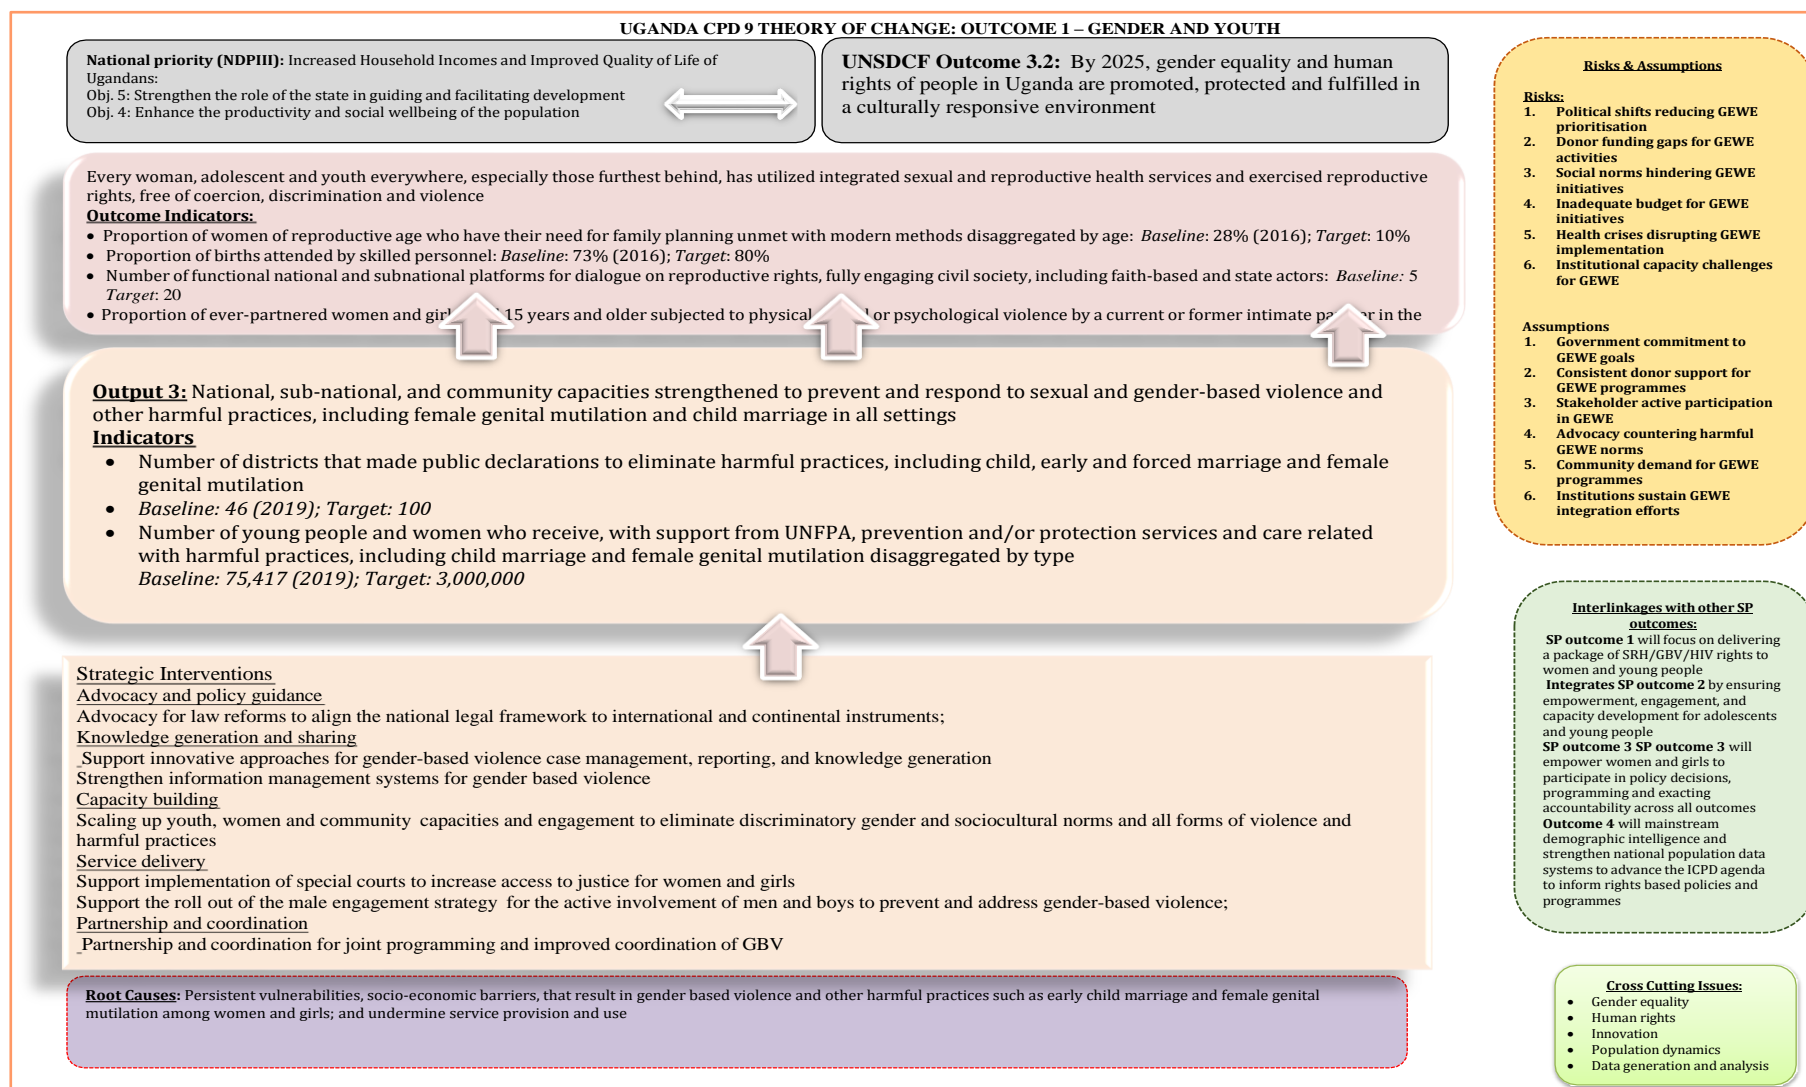 UGANDA CPD 9 THEORY OF CHANGE: OUTCOME 1 – GENDER AND YOUTH
National priority (NDPIII): Increased Household Incomes and Improved Quality of Life of
Ugandans:
Obj. 5: Strengthen the role of the state in guiding and facilitating development
Obj. 4: Enhance the productivity and social wellbeing of the population
UNSDCF Outcome 3.2: By 2025, gender equality and human
rights of people in Uganda are promoted, protected and fulfilled in
a culturally responsive environment
Every woman, adolescent and youth everywhere, especially those furthest behind, has utilized integrated sexual and reproductive health services and exercised reproductive
rights, free of coercion, discrimination and violence
Outcome Indicators:
• Proportion of women of reproductive age who have their need for family planning unmet with modern methods disaggregated by age: Baseline: 28% (2016); Target: 10%
• Proportion of births attended by skilled personnel: Baseline: 73% (2016); Target: 80%
• Number of functional national and subnational platforms for dialogue on reproductive rights, fully engaging civil society, including faith-based and state actors: Baseline: 5
Target: 20
• Proportion of ever-partnered women and 15 years and older subjected to physical or psychological violence by a current or former intimate in the
Output 3: National, sub-national, and community capacities strengthened to prevent and respond to sexual and gender-based violence and
other harmful practices, including female genital mutilation and child marriage in all settings
Indicators
• Number of districts that made public declarations to eliminate harmful practices, including child, early and forced marriage and female
genital mutilation
• Baseline: 46 (2019); Target: 100
• Number of young people and women who receive, with support from UNFPA, prevention and/or protection services and care related
with harmful practices, including child marriage and female genital mutilation disaggregated by type
Baseline: 75,417 (2019); Target: 3,000,000
Strategic Interventions
Advocacy and policy guidance
Advocacy for law reforms to align the national legal framework to international and continental instruments;
Knowledge generation and sharing
Support innovative approaches for gender-based violence case management, reporting, and knowledge generation
Strengthen information management systems for gender based violence
Capacity building
Scaling up youth, women and community capacities and engagement to eliminate discriminatory gender and sociocultural norms and all forms of violence and
harmful practices
Service delivery
Support implementation of special courts to increase access to justice for women and girls
Support the roll out of the male engagement strategy for the active involvement of men and boys to prevent and address gender-based violence;
Partnership and coordination
Partnership and coordination for joint programming and improved coordination of GBV
Root Causes: Persistent vulnerabilities, socio-economic barriers, that result in gender based violence and other harmful practices such as early child marriage and female genital
mutilation among women and girls; and undermine service provision and use
Risks & Assumptions
Risks:
1. Political shifts reducing GEWE
prioritisation
2. Donor funding gaps for GEWE
activities
3. Social norms hindering GEWE
initiatives
4. Inadequate budget for GEWE
initiatives
5. Health crises disrupting GEWE
implementation
6. Institutional capacity challenges
for GEWE
Assumptions
1. Government commitment to
GEWE goals
2. Consistent donor support for
GEWE programmes
3. Stakeholder active participation
in GEWE
4. Advocacy countering harmful
GEWE norms
5. Community demand for GEWE
programmes
6. Institutions sustain GEWE
integration efforts
Interlinkages with other SP
outcomes:
SP outcome 1 will focus on delivering
a package of SRH/GBV/HIV rights to
women and young people
Integrates SP outcome 2 by ensuring
empowerment, engagement, and
capacity development for adolescents
and young people
SP outcome 3 SP outcome 3 will
empower women and girls to
participate in policy decisions,
programming and exacting
accountability across all outcomes
Outcome 4 will mainstream
demographic intelligence and
strengthen national population data
systems to advance the ICPD agenda
to inform rights based policies and
programmes
Cross Cutting Issues:
• Gender equality
• Human rights
• Innovation
• Population dynamics
• Data generation and analysis